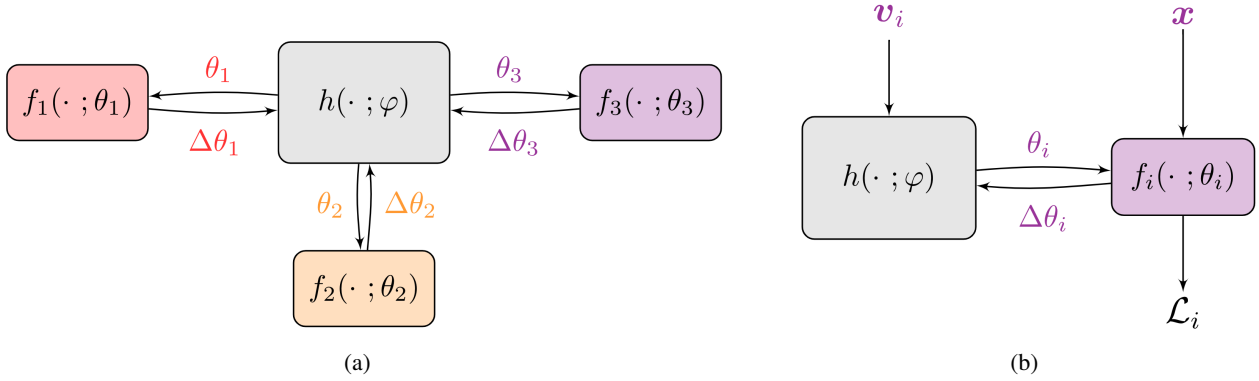 θ₁
θ₃
f₁(· ; θ₁)
h(· ; φ)
f₃(· ; θ₃)
Δθ₁
Δθ₃
θ₂
Δθ₂
f₂(· ; θ₂)
(a)
𝒗ᵢ
𝒙
θᵢ
h(· ; φ)
fᵢ(· ; θᵢ)
Δθᵢ
ℒᵢ
(b)